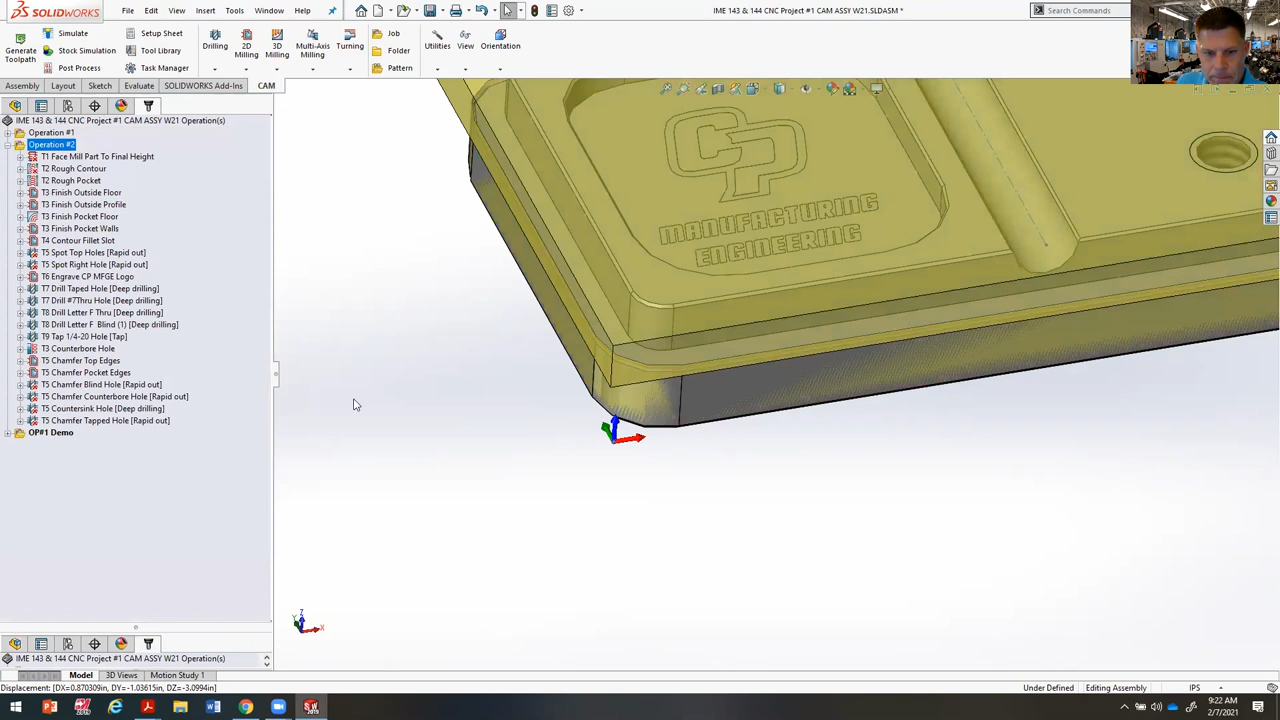 SOLIDWORKS
File Edit View Insert Tools Window Help
IME 143 & 144 CNC Project #1 CAM ASSY W21.SLDASM *
Search Commands
Generate Toolpath
Simulate
Stock Simulation
Post Process
Setup Sheet
Tool Library
Task Manager
Drilling
2D Milling
3D Milling
Multi-Axis Milling
Turning
Job
Folder
Pattern
Utilities
View
Orientation
Assembly Layout Sketch Evaluate SOLIDWORKS Add-Ins CAM
IME 143 & 144 CNC Project #1 CAM ASSY W21 Operation(s)
Operation #1
Operation #2
T1 Face Mill Part To Final Height
T2 Rough Contour
T2 Rough Pocket
T3 Finish Outside Floor
T3 Finish Outside Profile
T3 Finish Pocket Floor
T3 Finish Pocket Walls
T4 Contour Fillet Slot
T5 Spot Top Holes [Rapid out]
T5 Spot Right Hole [Rapid out]
T6 Engrave CP MFGE Logo
T7 Drill Taped Hole [Deep drilling]
T7 Drill #7Thru Hole [Deep drilling]
T8 Drill Letter F Thru [Deep drilling]
T8 Drill Letter F Blind (1) [Deep drilling]
T9 Tap 1/4-20 Hole [Tap]
T3 Counterbore Hole
T5 Chamfer Top Edges
T5 Chamfer Pocket Edges
T5 Chamfer Blind Hole [Rapid out]
T5 Chamfer Counterbore Hole [Rapid out]
T5 Countersink Hole [Deep drilling]
T5 Chamfer Tapped Hole [Rapid out]
OP#1 Demo
CP
MANUFACTURING
ENGINEERING
Z
Y
X
IME 143 & 144 CNC Project #1 CAM ASSY W21 Operation(s)
Model 3D Views Motion Study 1
Displacement: [DX=0.870309in, DY=-1.03615in, DZ=-3.0994in]
Under Defined Editing Assembly IPS
9:22 AM
2/7/2021